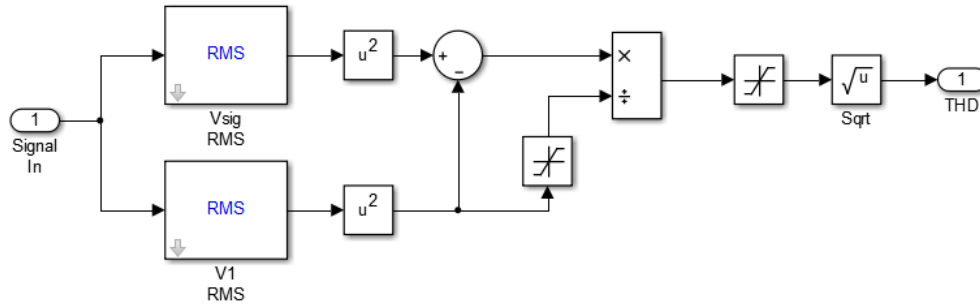 RMS
u²
+
−
×
÷
√u
1
THD
Vsig
RMS
Sqrt
1
Signal
In
RMS
u²
V1
RMS